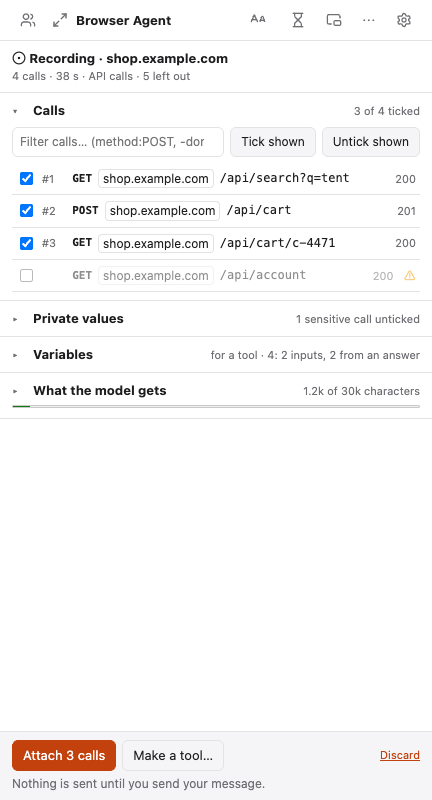 Browser Agent
Recording · shop.example.com
4 calls · 38 s · API calls · 5 left out
Calls 3 of 4 ticked
Filter calls... (method:POST, -dor Tick shown Untick shown
#1 GET shop.example.com /api/search?q=tent 200
#2 POST shop.example.com /api/cart 201
#3 GET shop.example.com /api/cart/c-4471 200
GET shop.example.com /api/account 200
Private values 1 sensitive call unticked
Variables for a tool · 4: 2 inputs, 2 from an answer
What the model gets 1.2k of 30k characters
Attach 3 calls Make a tool... Discard
Nothing is sent until you send your message.